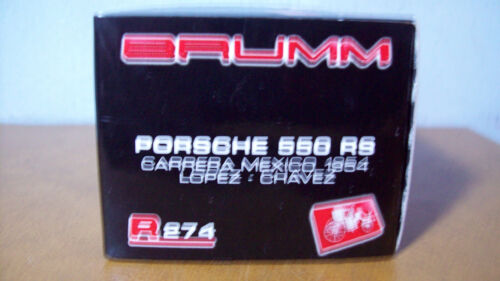 BRUMM
PORSCHE 550 RS
CARRERA MEXICO 1954
LOPEZ - CHAVEZ
R274